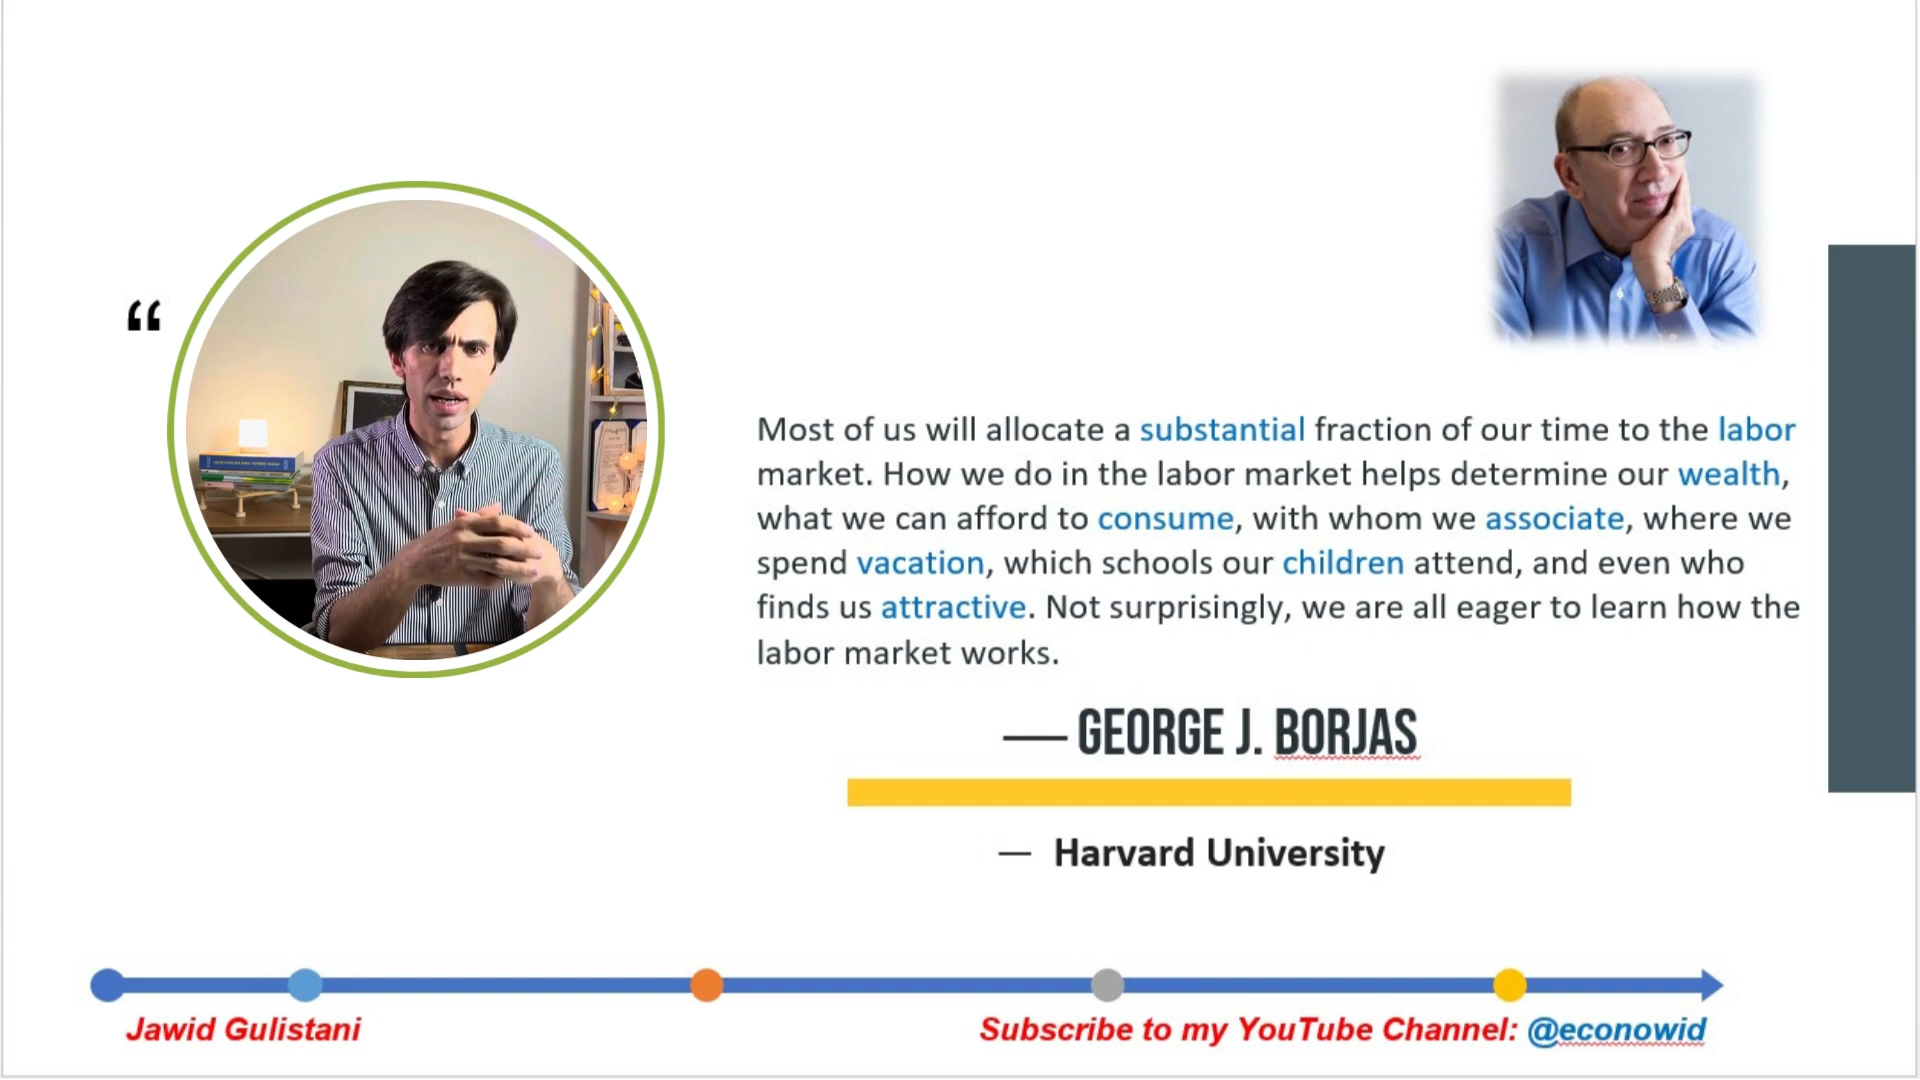 “
Most of us will allocate a substantial fraction of our time to the labor
market. How we do in the labor market helps determine our wealth,
what we can afford to consume, with whom we associate, where we
spend vacation, which schools our children attend, and even who
finds us attractive. Not surprisingly, we are all eager to learn how the
labor market works.
— GEORGE J. BORJAS
— Harvard University
Jawid Gulistani
Subscribe to my YouTube Channel: @econowid